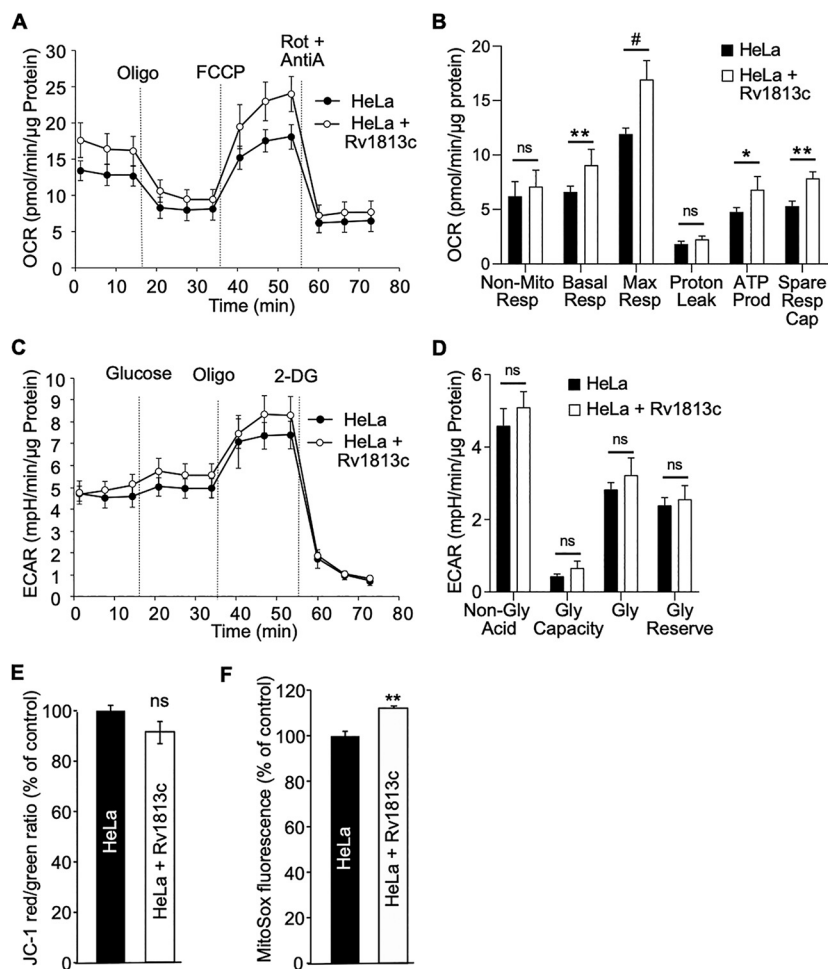 A
OCR (pmol/min/µg Protein)
30
25
20
15
10
5
0
Oligo
FCCP
Rot +
AntiA
HeLa
HeLa +
Rv1813c
0 10 20 30 40 50 60 70 80
Time (min)
B
OCR (pmol/min/µg protein)
20
15
10
5
0
HeLa
HeLa +
Rv1813c
ns
**
#
ns
*
**
Non-Mito
Resp
Basal
Resp
Max
Resp
Proton
Leak
ATP
Prod
Spare
Resp
Cap
C
ECAR (mpH/min/µg Protein)
10
9
8
7
6
5
4
3
2
1
0
Glucose
Oligo
2-DG
HeLa
HeLa +
Rv1813c
0 10 20 30 40 50 60 70 80
Time (min)
D
ECAR (mpH/min/µg Protein)
6
4
2
0
HeLa
HeLa + Rv1813c
ns
ns
ns
ns
Non-Gly
Acid
Gly
Capacity
Gly
Gly
Reserve
E
JC-1 red/green ratio (% of control)
100
80
60
40
20
0
ns
HeLa
HeLa + Rv1813c
F
MitoSox fluorescence (% of control)
120
100
80
60
40
20
0
**
HeLa
HeLa + Rv1813c